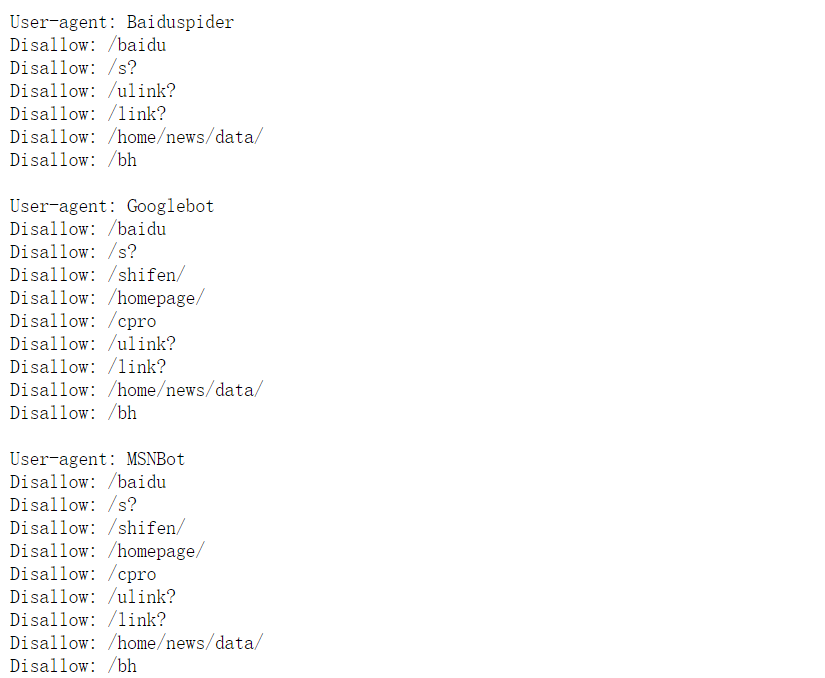 User-agent: Baiduspider
Disallow: /baidu
Disallow: /s?
Disallow: /ulink?
Disallow: /link?
Disallow: /home/news/data/
Disallow: /bh

User-agent: Googlebot
Disallow: /baidu
Disallow: /s?
Disallow: /shifen/
Disallow: /homepage/
Disallow: /cpro
Disallow: /ulink?
Disallow: /link?
Disallow: /home/news/data/
Disallow: /bh

User-agent: MSNBot
Disallow: /baidu
Disallow: /s?
Disallow: /shifen/
Disallow: /homepage/
Disallow: /cpro
Disallow: /ulink?
Disallow: /link?
Disallow: /home/news/data/
Disallow: /bh